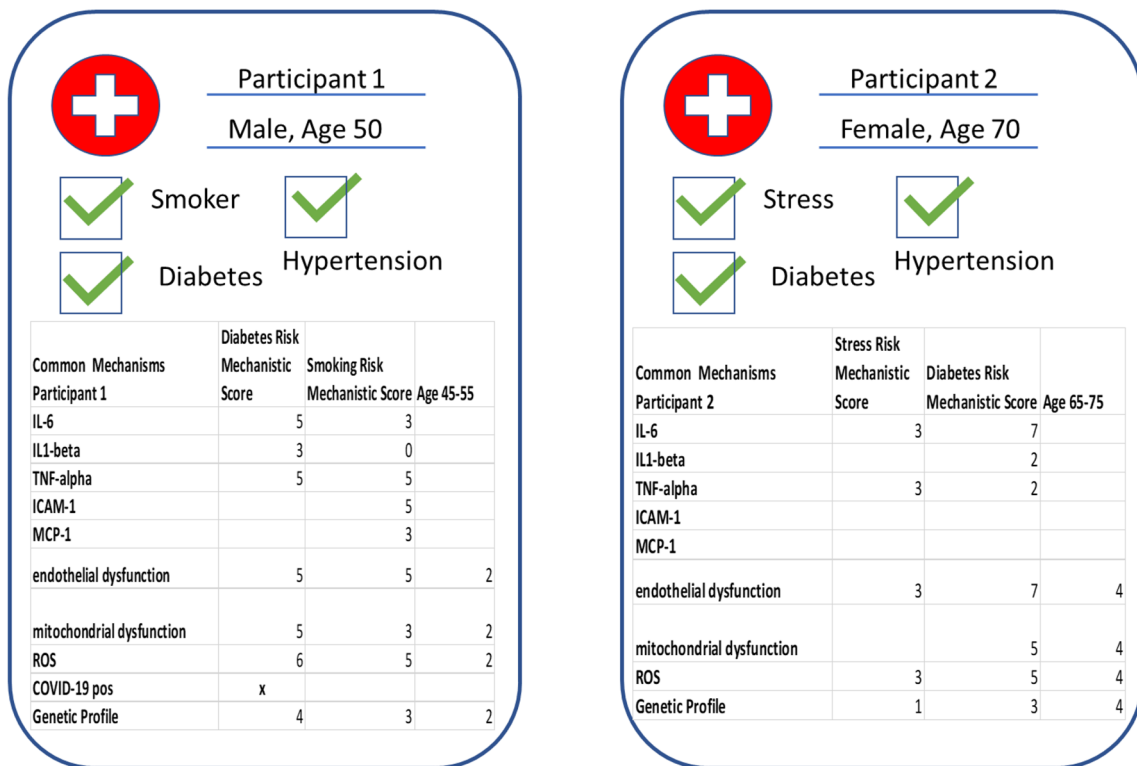 Participant 1
Male, Age 50
Smoker
Diabetes
Hypertension
Common Mechanisms Participant 1 | Diabetes Risk Mechanistic Score | Smoking Risk Mechanistic Score | Age 45-55
IL-6 5 3
IL1-beta 3 0
TNF-alpha 5 5
ICAM-1 5
MCP-1 3
endothelial dysfunction 5 5 2
mitochondrial dysfunction 5 3 2
ROS 6 5 2
COVID-19 pos x
Genetic Profile 4 3 2
Participant 2
Female, Age 70
Stress
Diabetes
Hypertension
Common Mechanisms Participant 2 | Stress Risk Mechanistic Score | Diabetes Risk Mechanistic Score | Age 65-75
IL-6 3 7
IL1-beta 2
TNF-alpha 3 2
ICAM-1
MCP-1
endothelial dysfunction 3 7 4
mitochondrial dysfunction 5 4
ROS 3 5 4
Genetic Profile 1 3 4